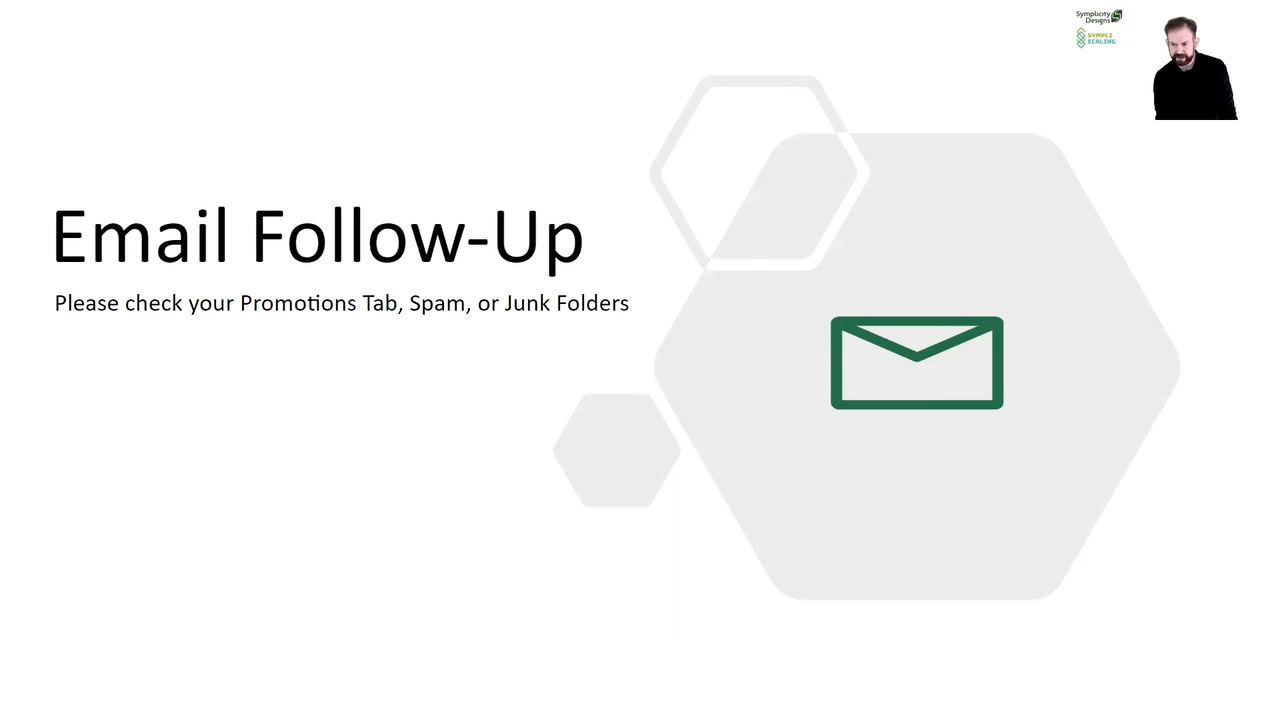 Symplicity
Designs
SYMPLI
SCALING
Email Follow-Up
Please check your Promotions Tab, Spam, or Junk Folders